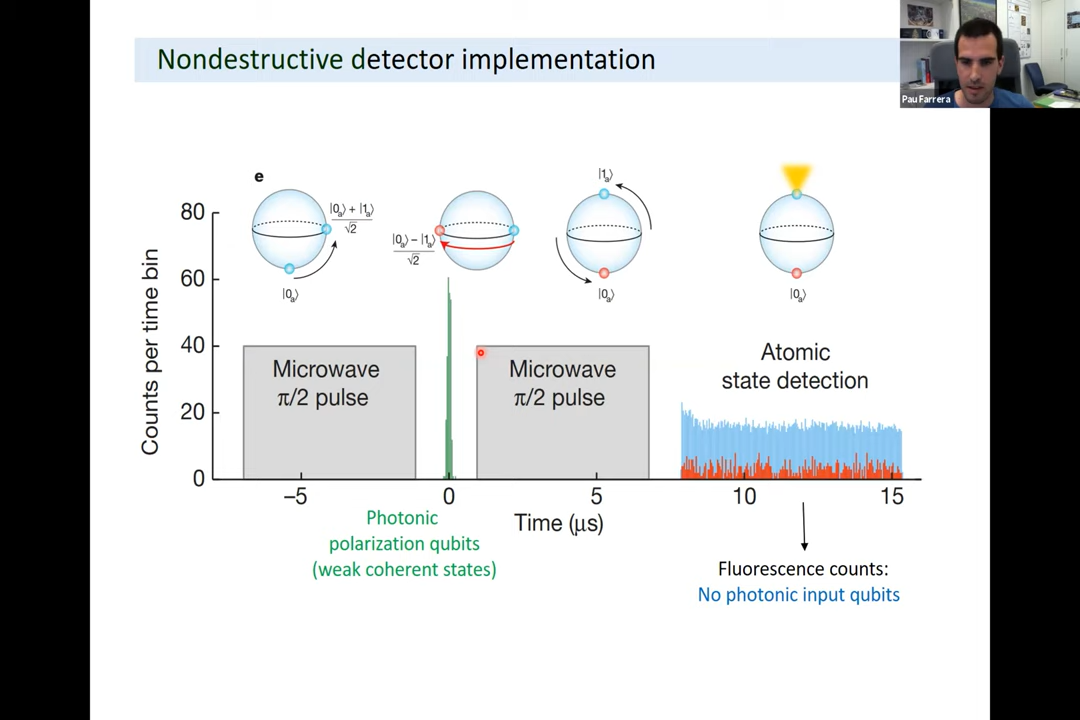 Nondestructive detector implementation
Pau Farrera
e
|0ₐ⟩ + |1ₐ⟩
√2
|0ₐ⟩
|0ₐ⟩ − |1ₐ⟩
√2
|1ₐ⟩
|0ₐ⟩
|0ₐ⟩
Counts per time bin
80
60
40
20
0
Microwave
π/2 pulse
Microwave
π/2 pulse
Atomic
state detection
−5
0
5
10
15
Time (μs)
Photonic
polarization qubits
(weak coherent states)
Fluorescence counts:
No photonic input qubits